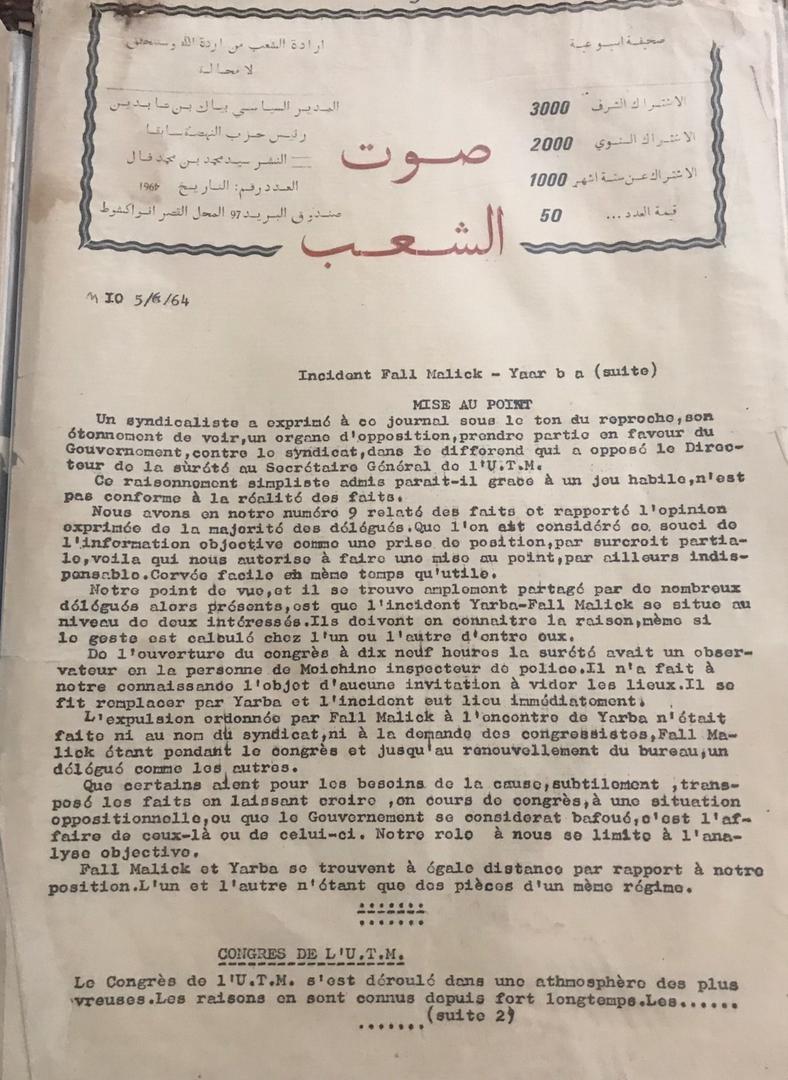 صحيفة اسبوعية
ارادة الشعب من اردة الله وستتحقق
لا محالة
الاشتراك الشرف 3000
الاشتراك السنوي 2000
الاشتراك عن ستة اشهر 1000
قيمة العدد ... 50
صوت
الشعب
المدير السياسي بياك بن عابدين
رئيس حزب النهضة سابقا
النشر سيد محمد بن محمد فال
العدد رقم: التاريخ 1964
صندوق البريد 97 المحل القصر انواكشوط
n IO 5/6/64
Incident Fall Malick - Yaar b a (suite)
MISE AU POINT
Un syndicaliste a exprimé à ce journal sous le ton du reproche,son
étonnement de voir,un organe d'opposition,prendre partie en faveur du
Gouvernement,contre le syndicat,dans le different qui a opposé le Direc-
teur de la sûrété au Secrétaire Général de l'U.T.M.
Ce raisonnement simpliste admis parait-il grace à un jeu habile,n'est
pas conforme à la réalité des faits.
Nous avons en notre numéro 9 relaté des faits et rapporté l'opinion
exprimée de la majorité des délégués.Que l'on ait considéré ce souci de
l'information objective comme une prise de position,par surcroit partia-
le,voila qui nous autorise à faire une mise au point,par ailleurs indis-
pensable.Corvée facile en mème temps qu'utile.
Notre point de vue,et il se trouve amplement partagé par de nombreux
délégués alors présents,est que l'incident Yarba-Fall Malick se situe au
niveau de deux intéressés.Ils doivent en connaitre la raison,mème si
le geste est calculé chez l'un ou l'autre d'entre eux.
De l'ouverture du congrès à dix neuf heures la surété avait un obser-
vateur en la personne de Moichine inspecteur de police.Il n'a fait à
notre connaissance l'objet d'aucune invitation à vider les lieux.Il se
fit remplacer par Yarba et l'incident eut lieu immédiatement.
L'expulsion ordonnée par Fall Malick à l'encontre de Yarba n'était
faite ni au nom du syndicat,ni à la demande des congressistes,Fall Ma-
lick étant pendant le congrès et jusqu'au renouvellement du bureau,un
délégué comme les autres.
Que certains aient pour les besoins de la cause,subtilement ,trans-
posé les faits en laissant croire ,en cours de congrès,à une situation
oppositionnelle,ou que le Gouvernement se considerat bafoué,c'est l'af-
faire de ceux-là ou de celui-ci. Notre role à nous se limite à l'ana-
lyse objective.
Fall Malick et Yarba se trouvent à égale distance par rapport à notre
position.L'un et l'autre n'étant que des pièces d'un mème régime.
CONGRES DE L'U.T.M.
Le Congrès de l'U.T.M. s'est déroulé dans une athmosphère des plus
vreuses.Les raisons en sont connus depuis fort longtemps.Les......
.......(suite 2)